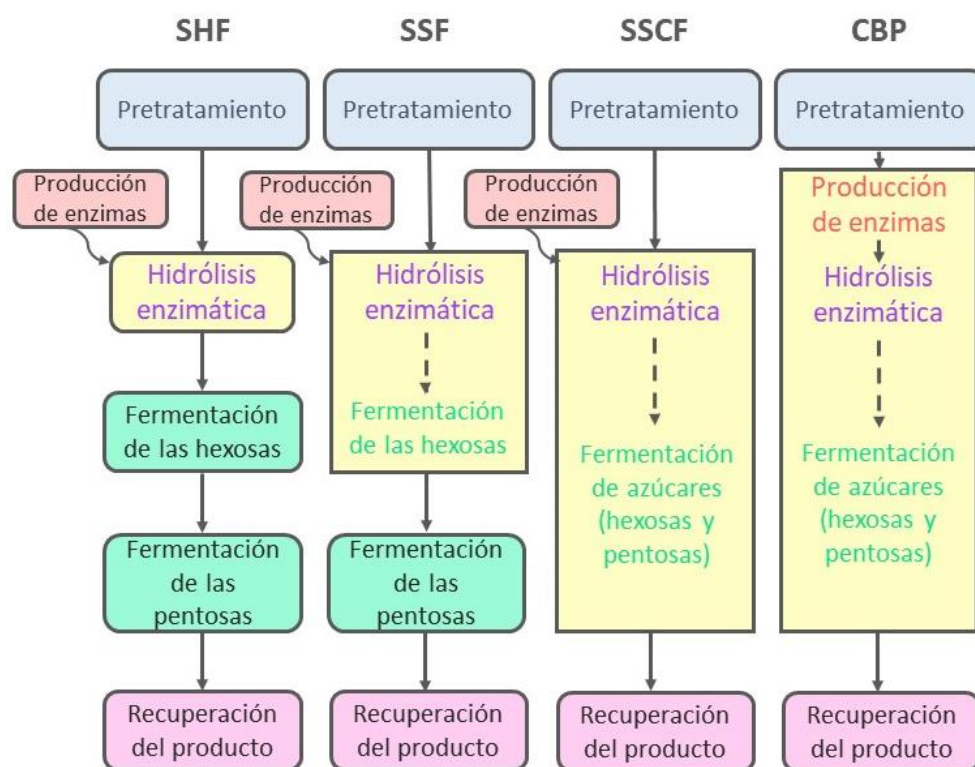 SHF
Pretratamiento
Producción
de enzimas
Hidrólisis
enzimática
Fermentación
de las hexosas
Fermentación
de las
pentosas
Recuperación
del producto
SSF
Pretratamiento
Producción
de enzimas
Hidrólisis
enzimática
Fermentación
de las hexosas
Fermentación
de las
pentosas
Recuperación
del producto
SSCF
Pretratamiento
Producción
de enzimas
Hidrólisis
enzimática
Fermentación
de azúcares
(hexosas y
pentosas)
Recuperación
del producto
CBP
Pretratamiento
Producción
de enzimas
Hidrólisis
enzimática
Fermentación
de azúcares
(hexosas y
pentosas)
Recuperación
del producto